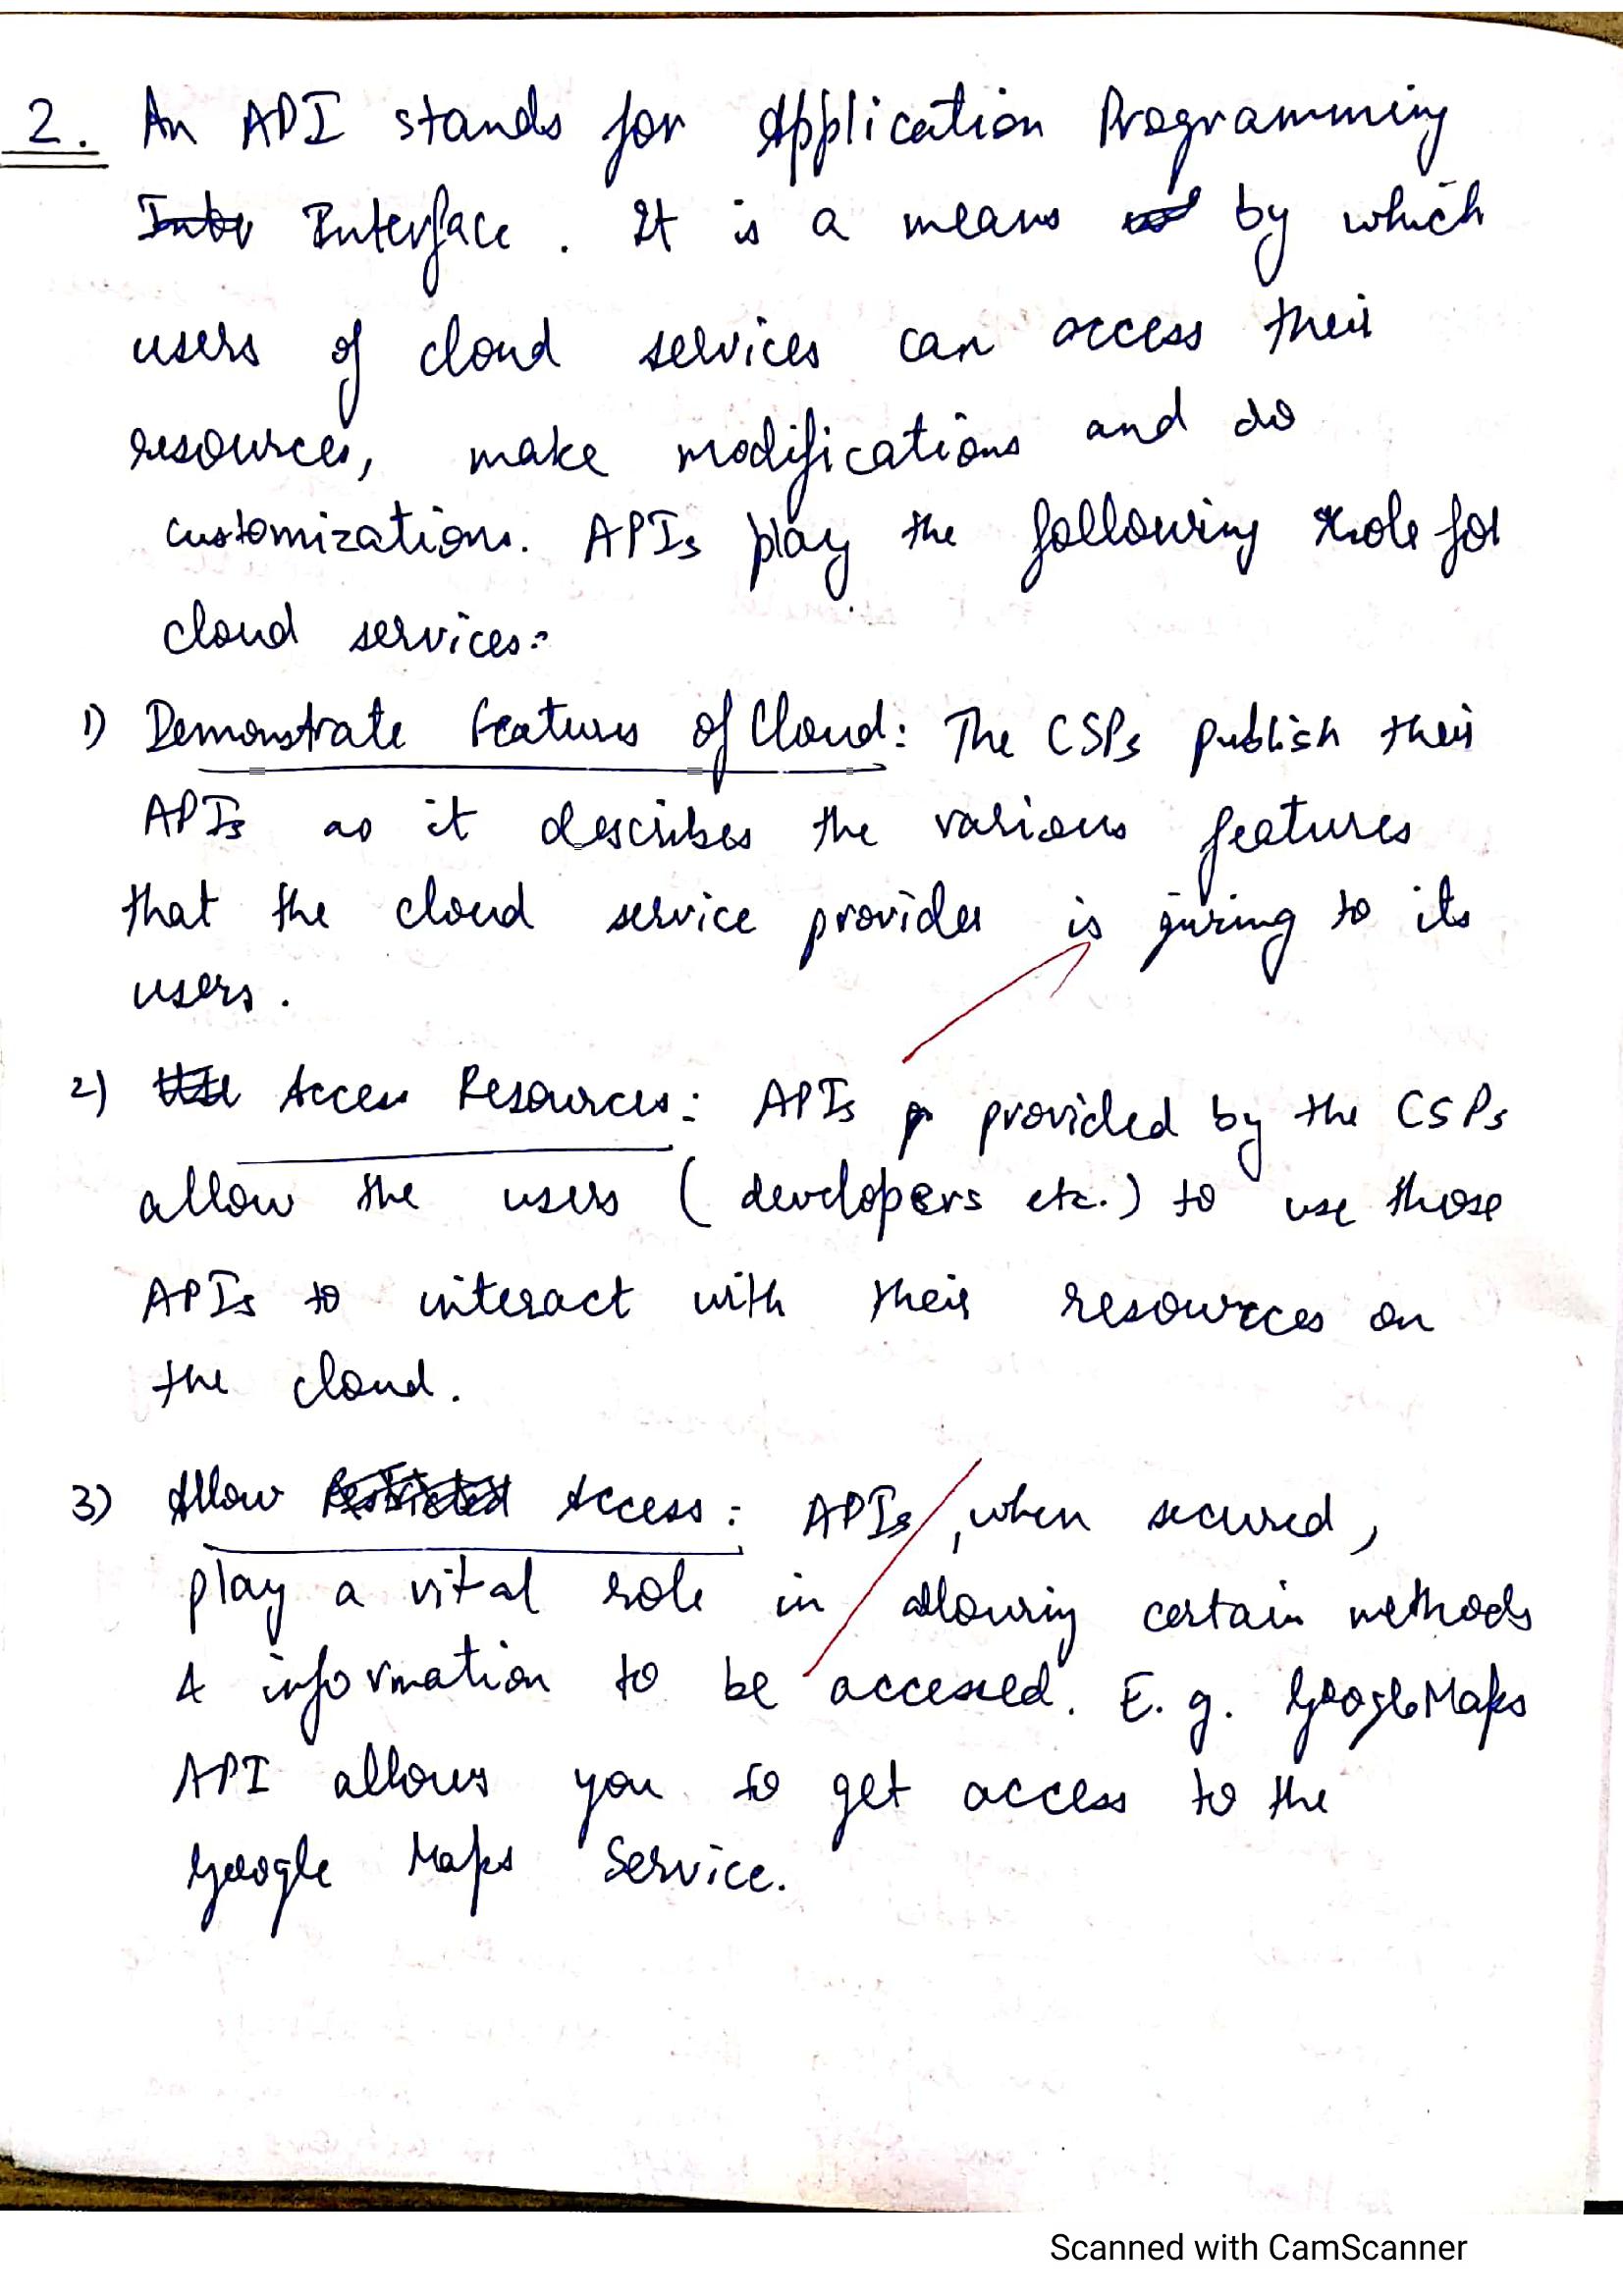 2. An API stands for Application Programming
Inter Interface. It is a means by which
users of cloud services can access their
resources, make modifications and do
customizations. APIs play the following role for
cloud services:
1) Demonstrate Features of Cloud: The CSPs publish their
APIs as it describes the various features
that the cloud service provider is giving to its
users.
2) Access Resources: APIs p provided by the CSPs
allow the users (developers etc.) to use those
APIs to interact with their resources on
the cloud.
3) Allow Restricted Access: APIs, when secured,
play a vital role in allowing certain methods
& information to be accessed. E.g. Google Maps
API allows you to get access to the
Google Maps Service.
Scanned with CamScanner